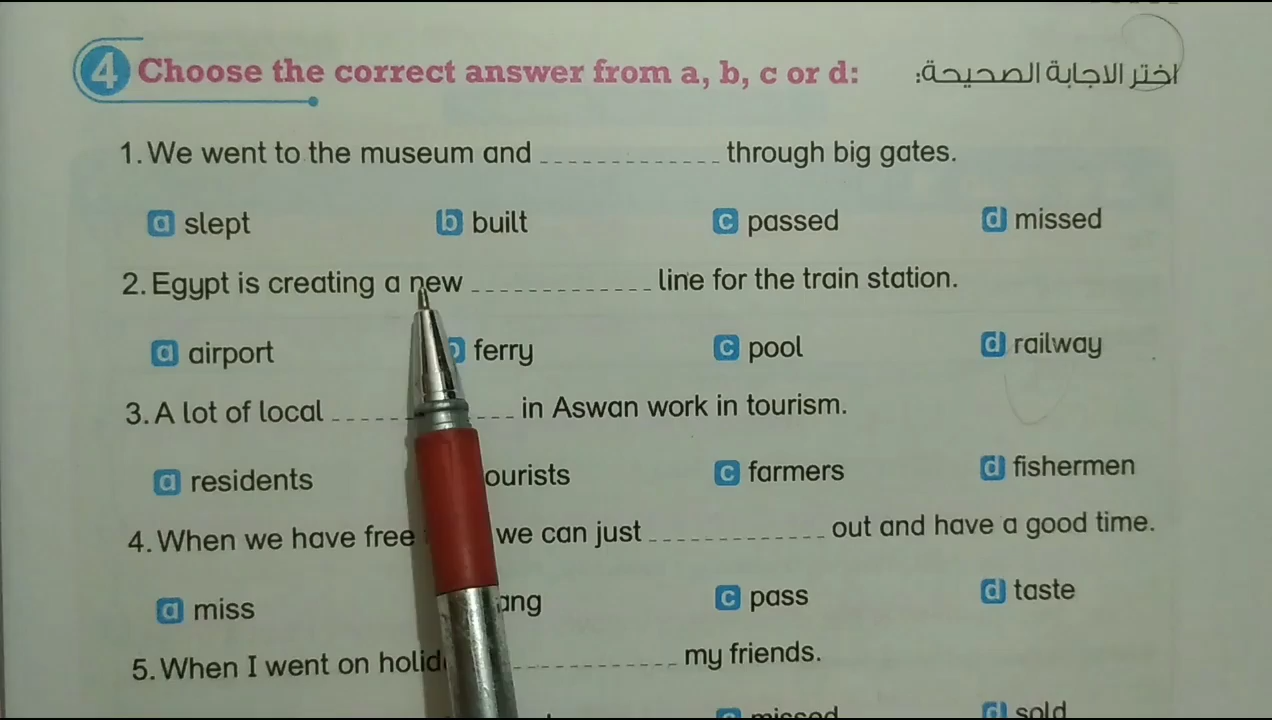 4 Choose the correct answer from a, b, c or d: اختر الاجابة الصحيحة:
1. We went to the museum and ____________ through big gates.
a slept b built c passed d missed
2. Egypt is creating a new ____________ line for the train station.
a airport b ferry c pool d railway
3. A lot of local ____________ in Aswan work in tourism.
a residents ourists c farmers d fishermen
4. When we have free we can just ____________ out and have a good time.
a miss ang c pass d taste
5. When I went on holid ____________ my friends.
missed d sold